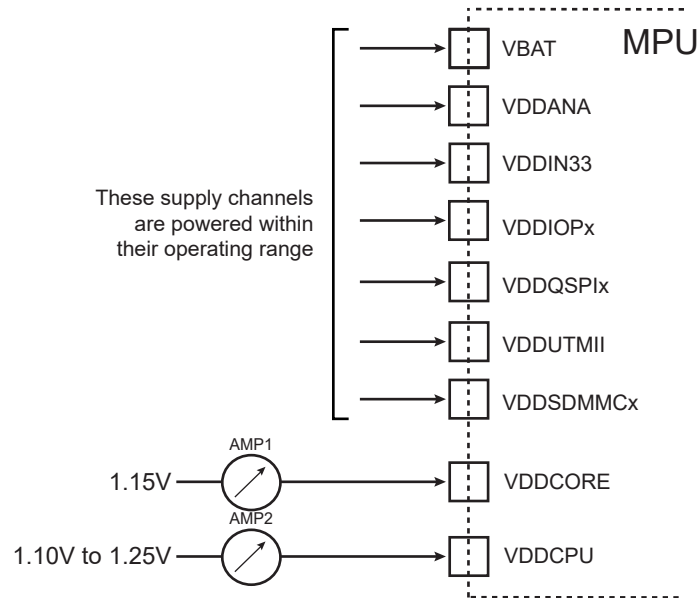 MPU
VBAT
VDDANA
VDDIN33
These supply channels
are powered within
their operating range
VDDIOPx
VDDQSPIx
VDDUTMII
VDDSDMMCx
AMP1
1.15V
VDDCORE
AMP2
1.10V to 1.25V
VDDCPU